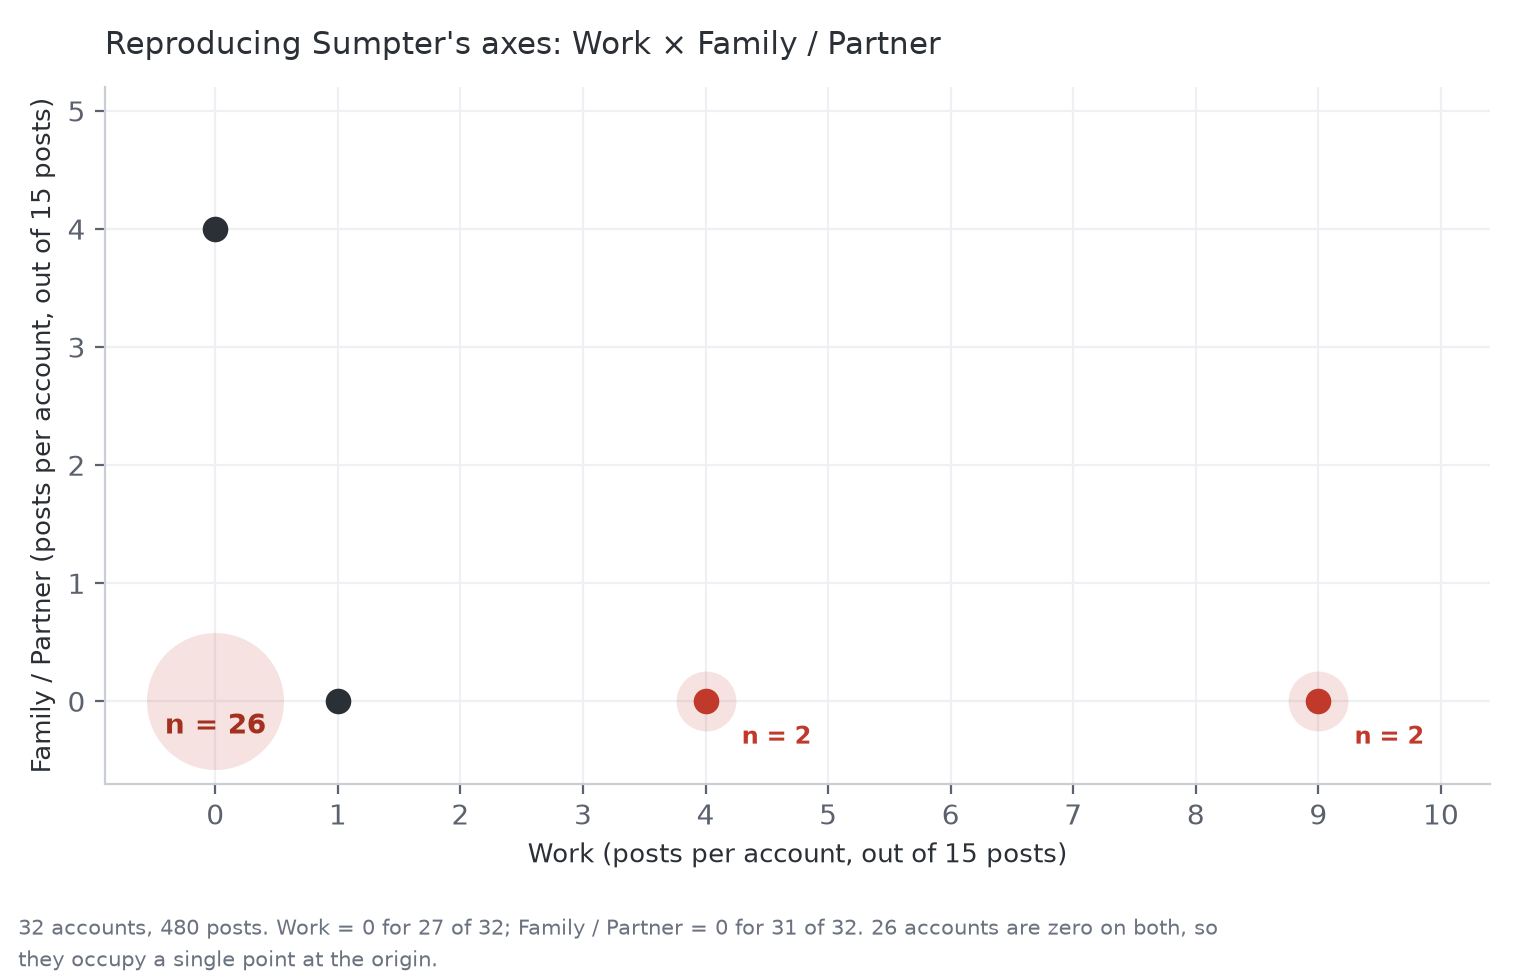 Reproducing Sumpter's axes: Work × Family / Partner
Family / Partner (posts per account, out of 15 posts)
5
4
3
2
1
0
n = 26
n = 2
n = 2
0 1 2 3 4 5 6 7 8 9 10
Work (posts per account, out of 15 posts)
32 accounts, 480 posts. Work = 0 for 27 of 32; Family / Partner = 0 for 31 of 32. 26 accounts are zero on both, so
they occupy a single point at the origin.